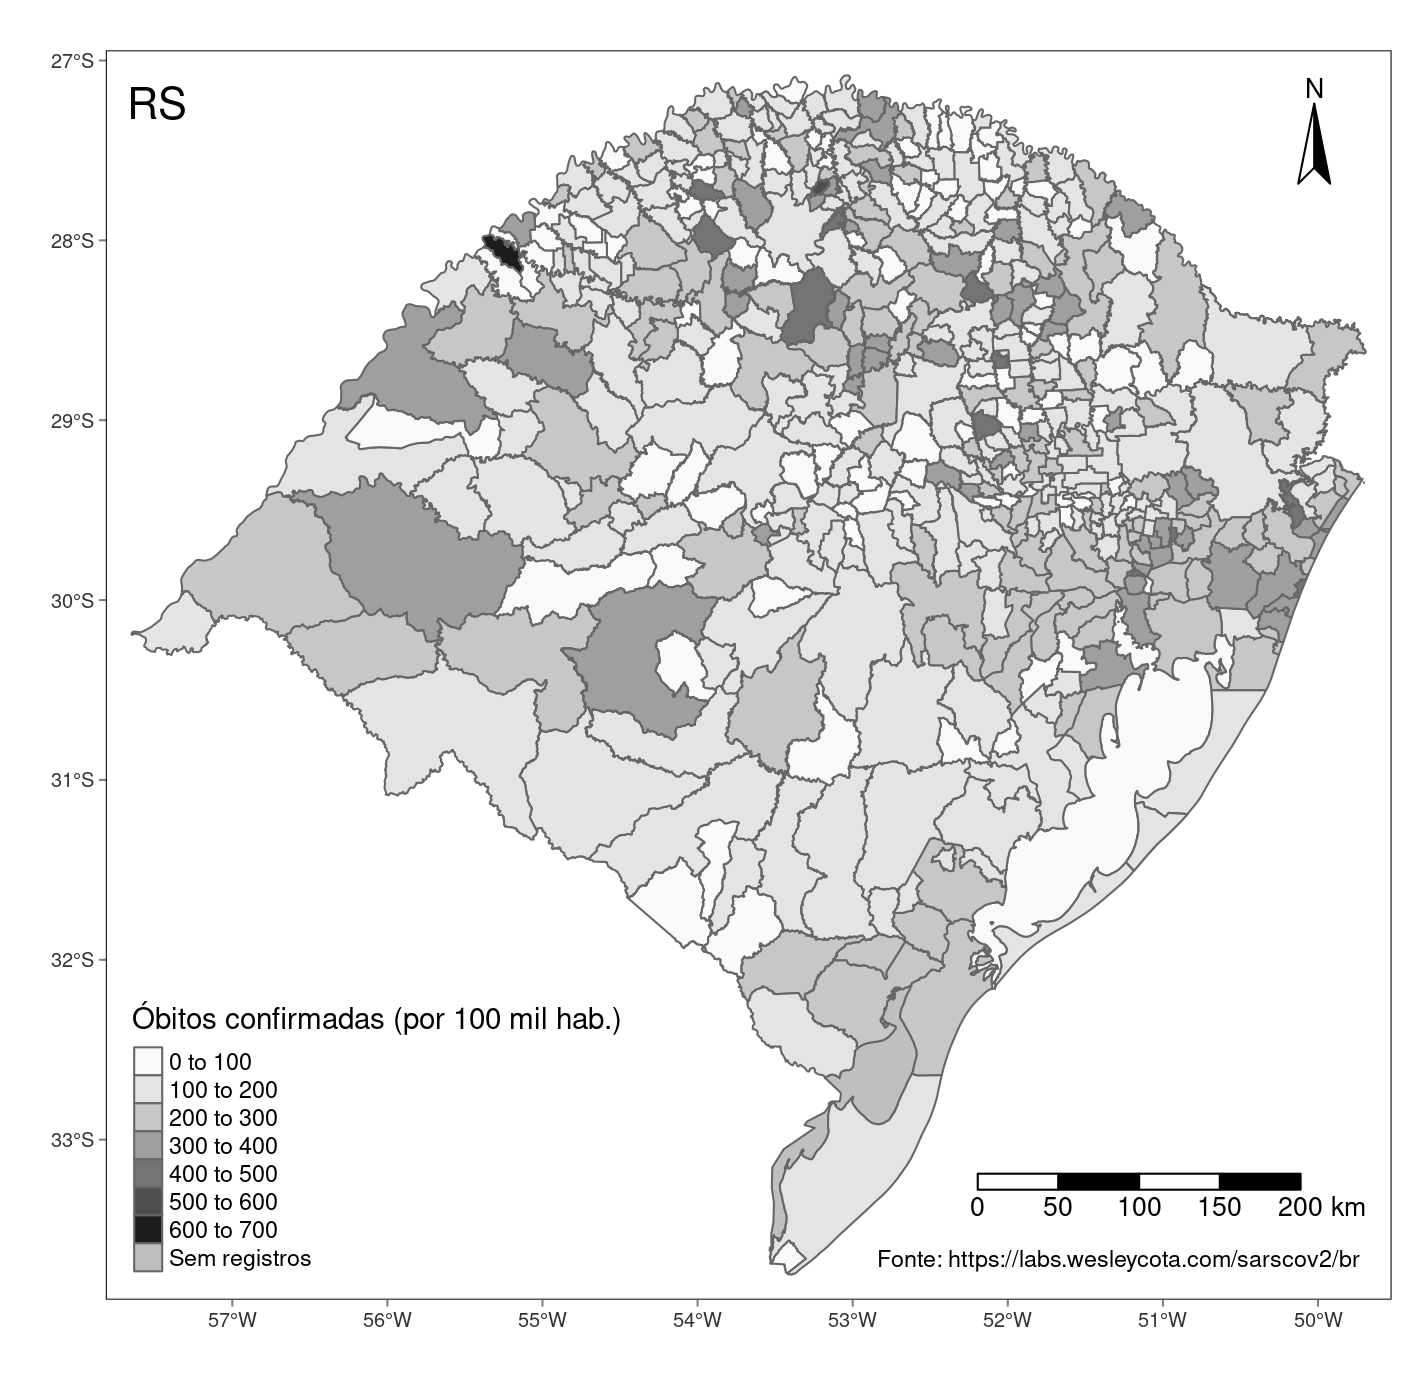 27°S
RS
N
28°S
29°S
30°S
31°S
32°S
33°S
Óbitos confirmadas (por 100 mil hab.)
0 to 100
100 to 200
200 to 300
300 to 400
400 to 500
500 to 600
600 to 700
Sem registros
0 50 100 150 200 km
Fonte: https://labs.wesleycota.com/sarscov2/br
57°W 56°W 55°W 54°W 53°W 52°W 51°W 50°W